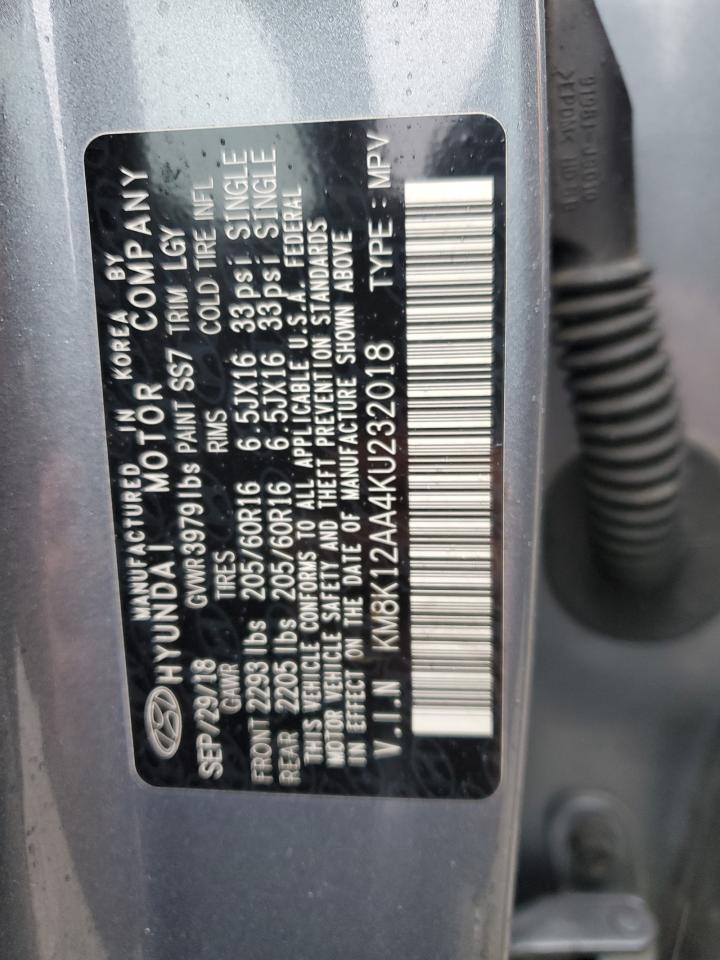 MANUFACTURED IN KOREA BY
HYUNDAI MOTOR COMPANY
SEP/29/18 GVWR 3979lbs PAINT SS7 TRIM LGY
GAWR TIRES RIMS COLD TIRE INFL
FRONT 2293 lbs 205/60R16 6.5JX16 33psi SINGLE
REAR 2205 lbs 205/60R16 6.5JX16 33psi SINGLE
THIS VEHICLE CONFORMS TO ALL APPLICABLE U.S.A. FEDERAL
MOTOR VEHICLE SAFETY AND THEFT PREVENTION STANDARDS
IN EFFECT ON THE DATE OF MANUFACTURE SHOWN ABOVE
V.I.N KM8K12AA4KU232018 TYPE : MPV